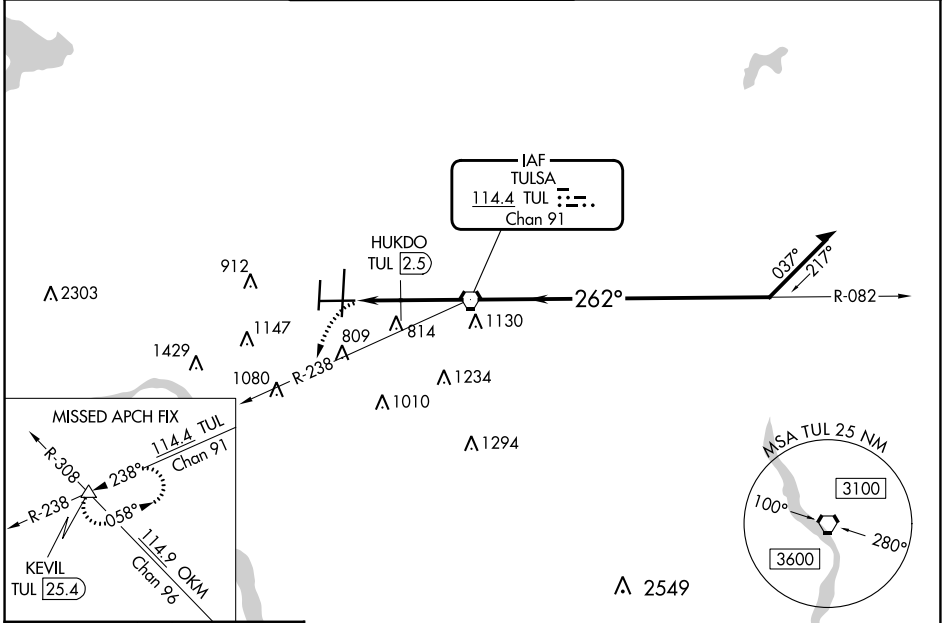 IAF
TULSA
114.4 TUL
Chan 91
HUKDO
TUL 2.5
037°
217°
912
2303
262°
R-082
1130
814
809
1147
1429
R-238
1080
1234
1010
1294
MISSED APCH FIX
R-308
114.4 TUL
Chan 91
238°
R-238
058°
114.9 OKM
Chan 96
KEVIL
TUL 25.4
MSA TUL 25 NM
3100
100°
280°
3600
2549